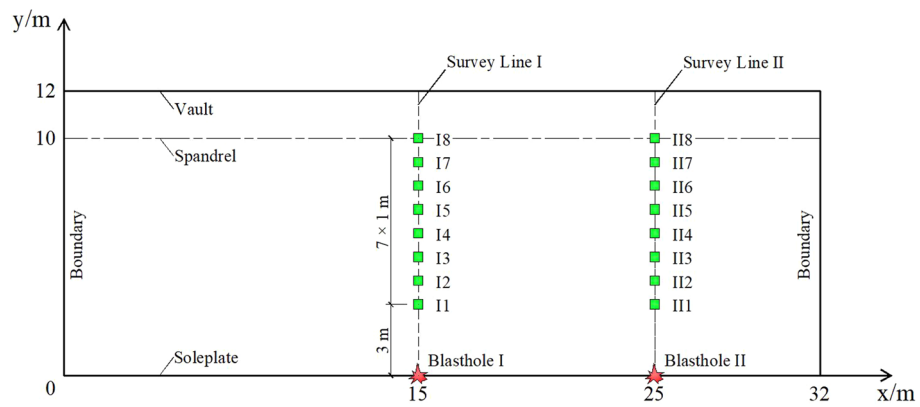 y/m
Survey Line I
Survey Line II
12
Vault
10
I8
II8
Spandrel
I7
II7
I6
II6
I5
II5
Boundary
7 × 1 m
I4
II4
Boundary
I3
II3
I2
II2
I1
II1
3 m
Soleplate
Blasthole I
Blasthole II
0
15
25
32
x/m